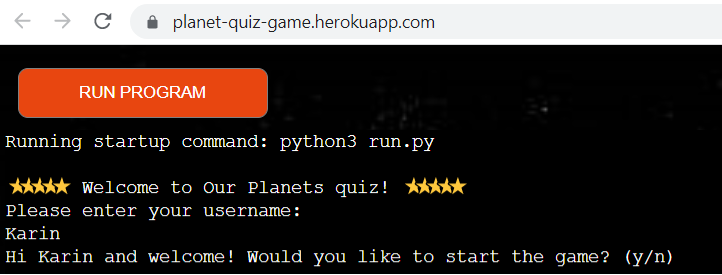 planet-quiz-game.herokuapp.com
RUN PROGRAM
Running startup command: python3 run.py
⭐⭐⭐⭐⭐ Welcome to Our Planets quiz! ⭐⭐⭐⭐⭐
Please enter your username:
Karin
Hi Karin and welcome! Would you like to start the game? (y/n)